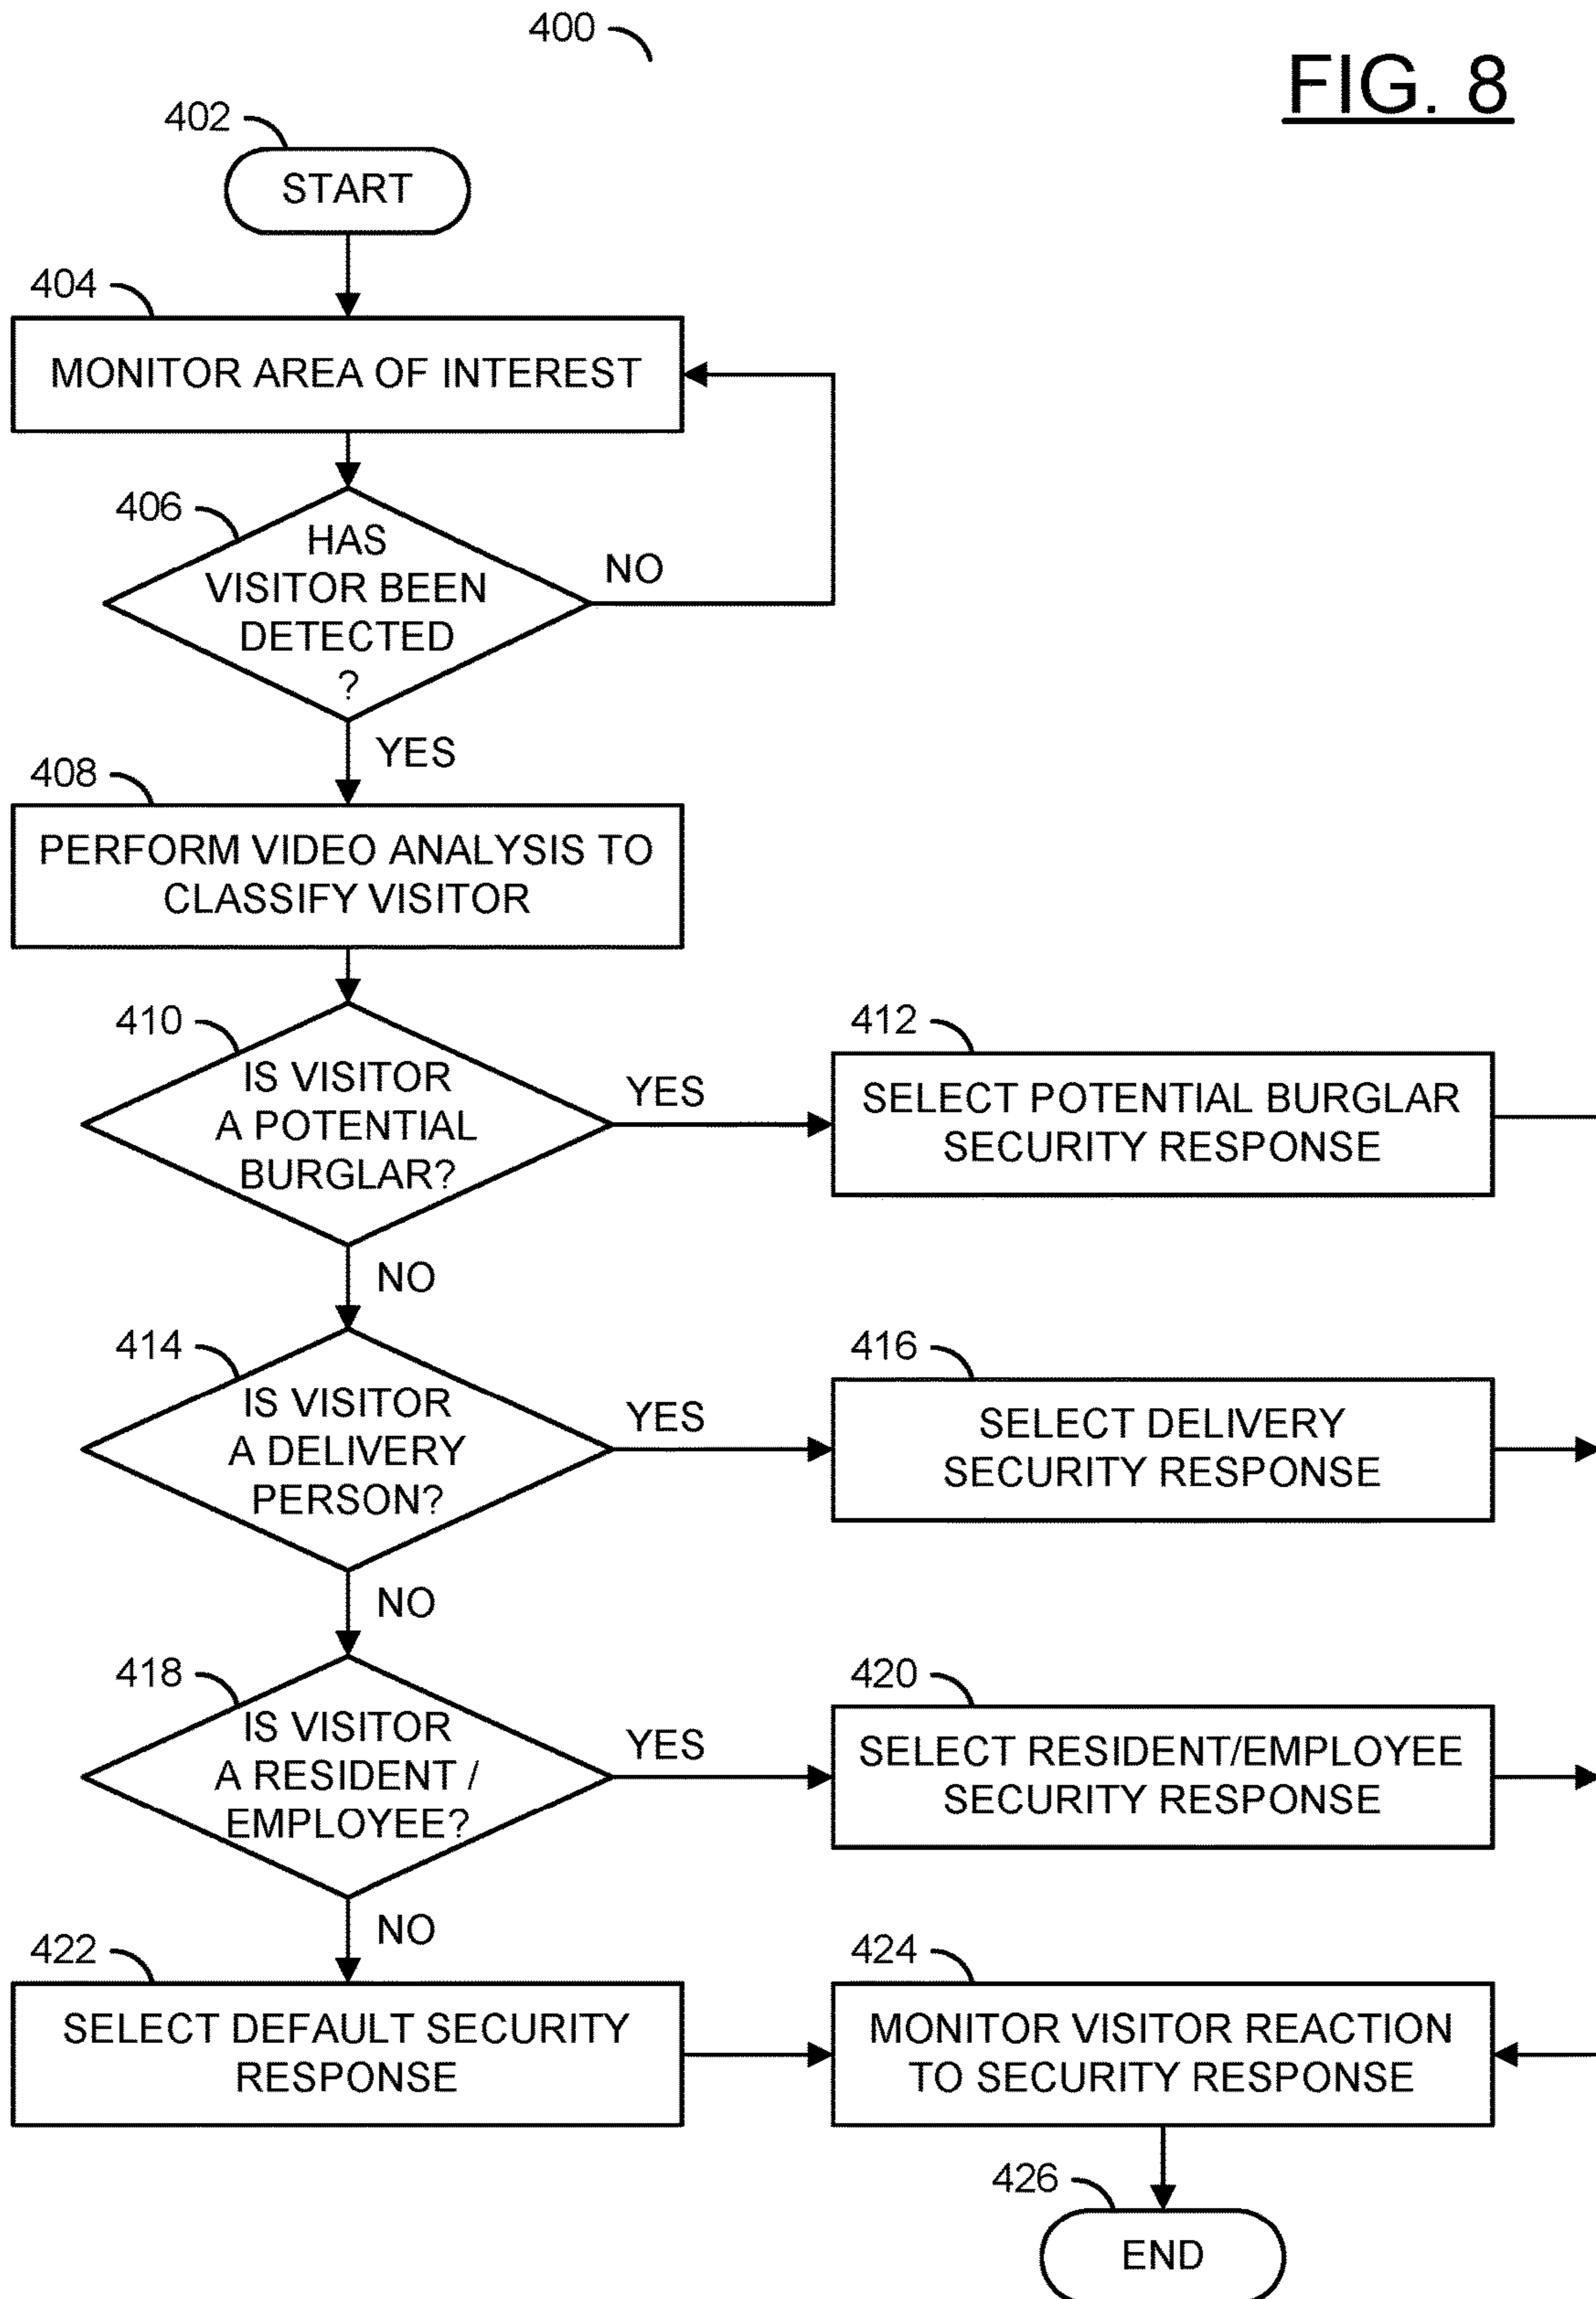 400
FIG. 8
402
START
404
MONITOR AREA OF INTEREST
406
HAS
VISITOR BEEN
DETECTED
?
NO
YES
408
PERFORM VIDEO ANALYSIS TO
CLASSIFY VISITOR
410
IS VISITOR
A POTENTIAL
BURGLAR?
YES
412
SELECT POTENTIAL BURGLAR
SECURITY RESPONSE
NO
414
IS VISITOR
A DELIVERY
PERSON?
YES
416
SELECT DELIVERY
SECURITY RESPONSE
NO
418
IS VISITOR
A RESIDENT /
EMPLOYEE?
YES
420
SELECT RESIDENT/EMPLOYEE
SECURITY RESPONSE
NO
422
SELECT DEFAULT SECURITY
RESPONSE
424
MONITOR VISITOR REACTION
TO SECURITY RESPONSE
426
END